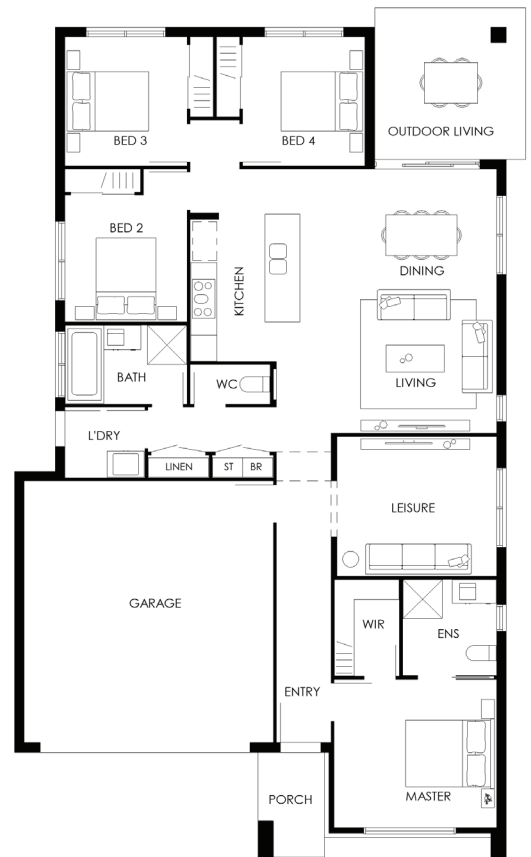 OUTDOOR LIVING
BED 3
BED 4
BED 2
DINING
KITCHEN
BATH
WC
LIVING
L'DRY
LINEN
ST
BR
LEISURE
GARAGE
WIR
ENS
ENTRY
PORCH
MASTER